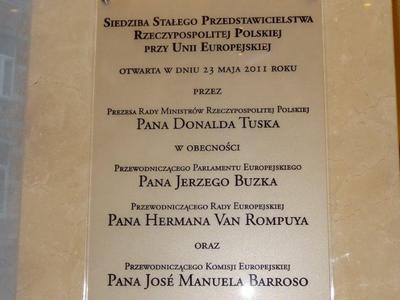 Siedziba Stałego Przedstawicielstwa
Rzeczypospolitej Polskiej
przy Unii Europejskiej
otwarta w dniu 23 maja 2011 roku
przez
Prezesa Rady Ministrów Rzeczypospolitej Polskiej
Pana Donalda Tuska
w obecności
Przewodniczącego Parlamentu Europejskiego
Pana Jerzego Buzka
Przewodniczącego Rady Europejskiej
Pana Hermana Van Rompuya
oraz
Przewodniczącego Komisji Europejskiej
Pana José Manuela Barroso